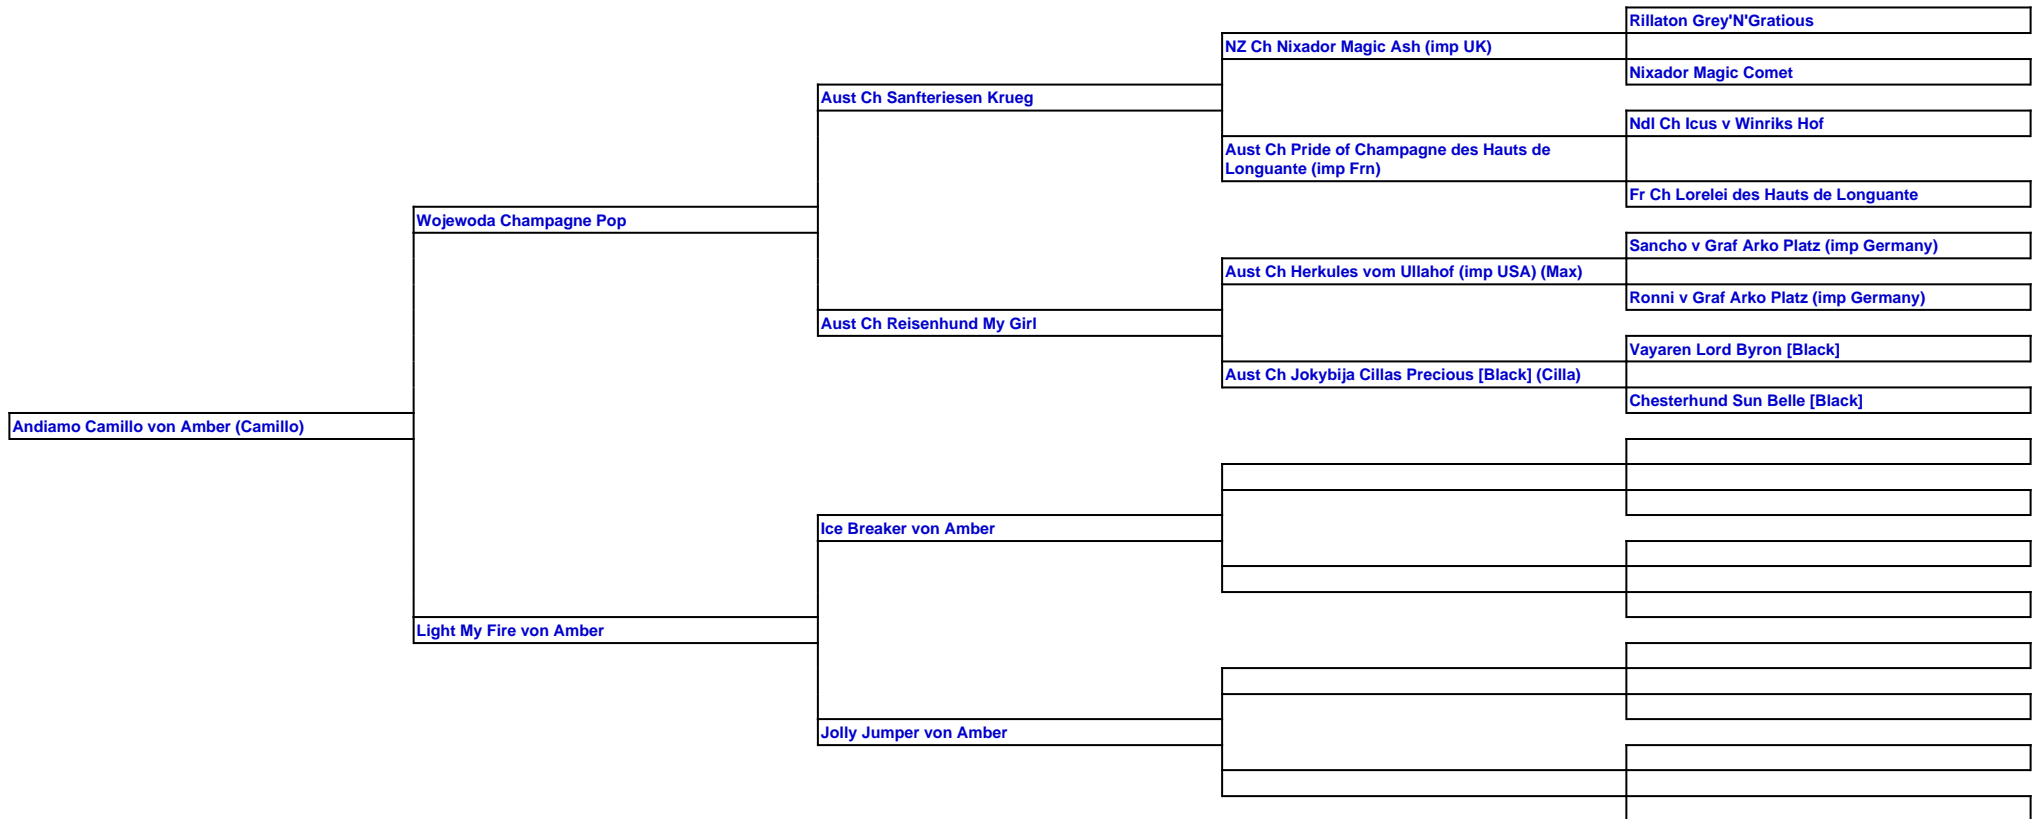 Rillaton Grey'N'Gratious
NZ Ch Nixador Magic Ash (imp UK)
Nixador Magic Comet
Aust Ch Sanfteriesen Krueg
Ndl Ch Icus v Winriks Hof
Aust Ch Pride of Champagne des Hauts de
Longuante (imp Frn)
Fr Ch Lorelei des Hauts de Longuante
Wojewoda Champagne Pop
Sancho v Graf Arko Platz (imp Germany)
Aust Ch Herkules vom Ullahof (imp USA) (Max)
Ronni v Graf Arko Platz (imp Germany)
Aust Ch Reisenhund My Girl
Vayaren Lord Byron [Black]
Aust Ch Jokybija Cillas Precious [Black] (Cilla)
Chesterhund Sun Belle [Black]
Andiamo Camillo von Amber (Camillo)
Ice Breaker von Amber
Light My Fire von Amber
Jolly Jumper von Amber